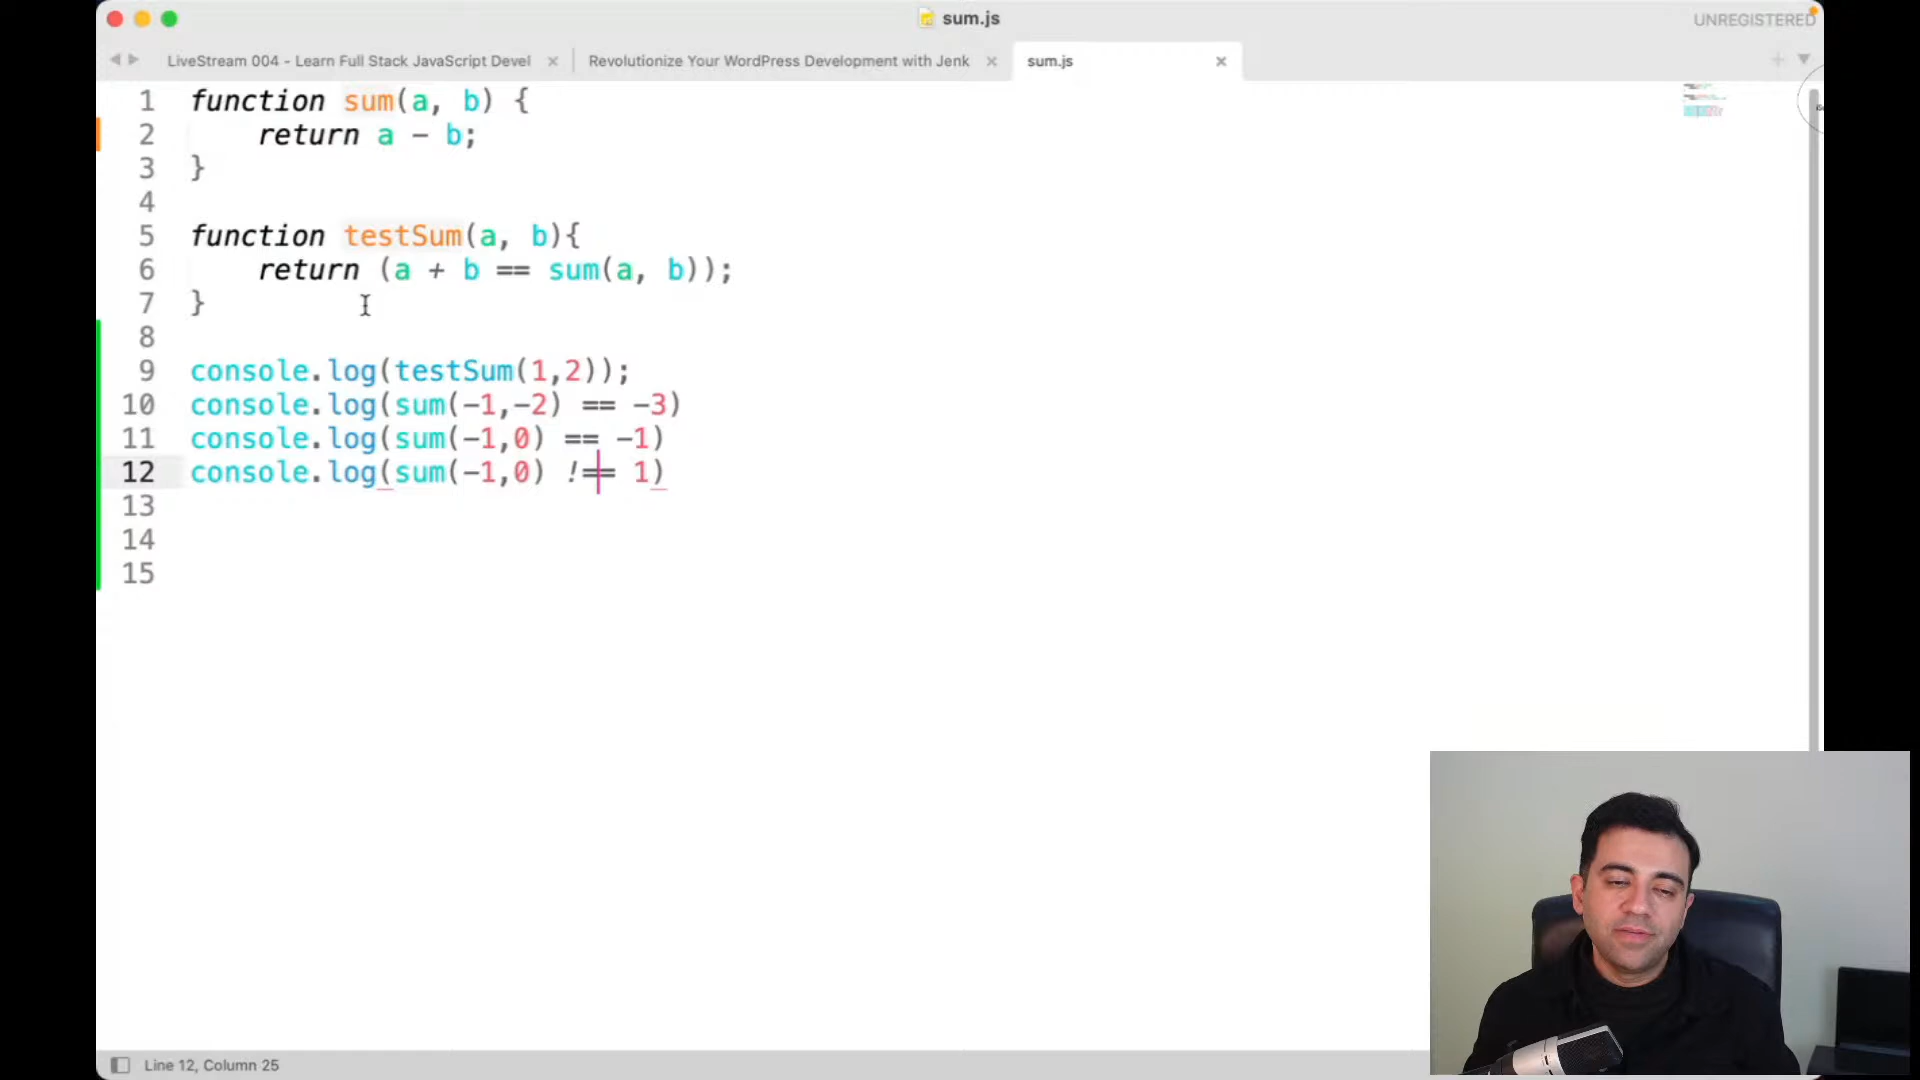 sum.js
UNREGISTERED
LiveStream 004 - Learn Full Stack JavaScript Devel
Revolutionize Your WordPress Development with Jenk
sum.js
1 function sum(a, b) {
2 return a - b;
3 }
4
5 function testSum(a, b){
6 return (a + b == sum(a, b));
7 }
8
9 console.log(testSum(1,2));
10 console.log(sum(-1,-2) == -3)
11 console.log(sum(-1,0) == -1)
12 console.log(sum(-1,0) !== 1)
13
14
15
Line 12, Column 25